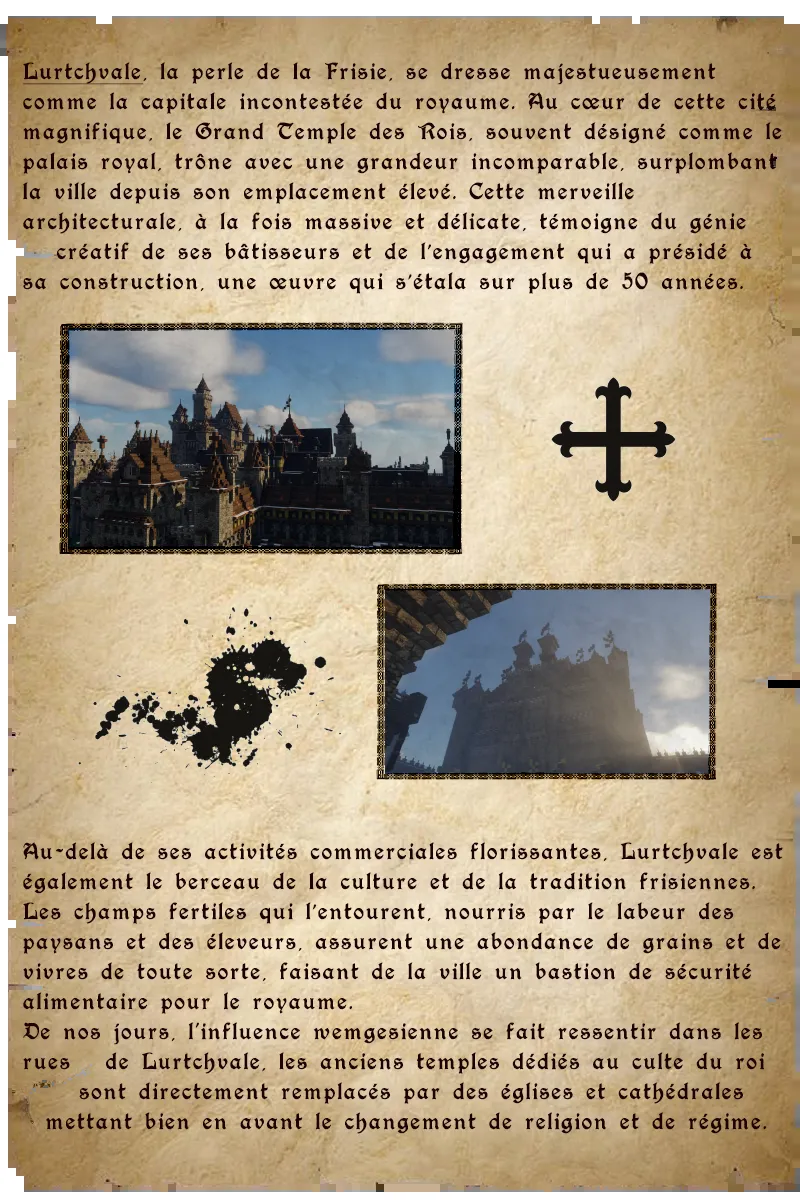 Lurtchvale, la perle de la Frisie, se dresse majestueusement
comme la capitale incontestée du royaume. Au cœur de cette cité
magnifique, le Grand Temple des Rois, souvent désigné comme le
palais royal, trône avec une grandeur incomparable, surplombant
la ville depuis son emplacement élevé. Cette merveille
architecturale, à la fois massive et délicate, témoigne du génie
créatif de ses bâtisseurs et de l'engagement qui a présidé à
sa construction, une œuvre qui s'étala sur plus de 50 années.
Au-delà de ses activités commerciales florissantes, Lurtchvale est
également le berceau de la culture et de la tradition frisiennes.
Les champs fertiles qui l'entourent, nourris par le labeur des
paysans et des éleveurs, assurent une abondance de grains et de
vivres de toute sorte, faisant de la ville un bastion de sécurité
alimentaire pour le royaume.
De nos jours, l'influence wemgesienne se fait ressentir dans les
rues de Lurtchvale, les anciens temples dédiés au culte du roi
sont directement remplacés par des églises et cathédrales
mettant bien en avant le changement de religion et de régime.